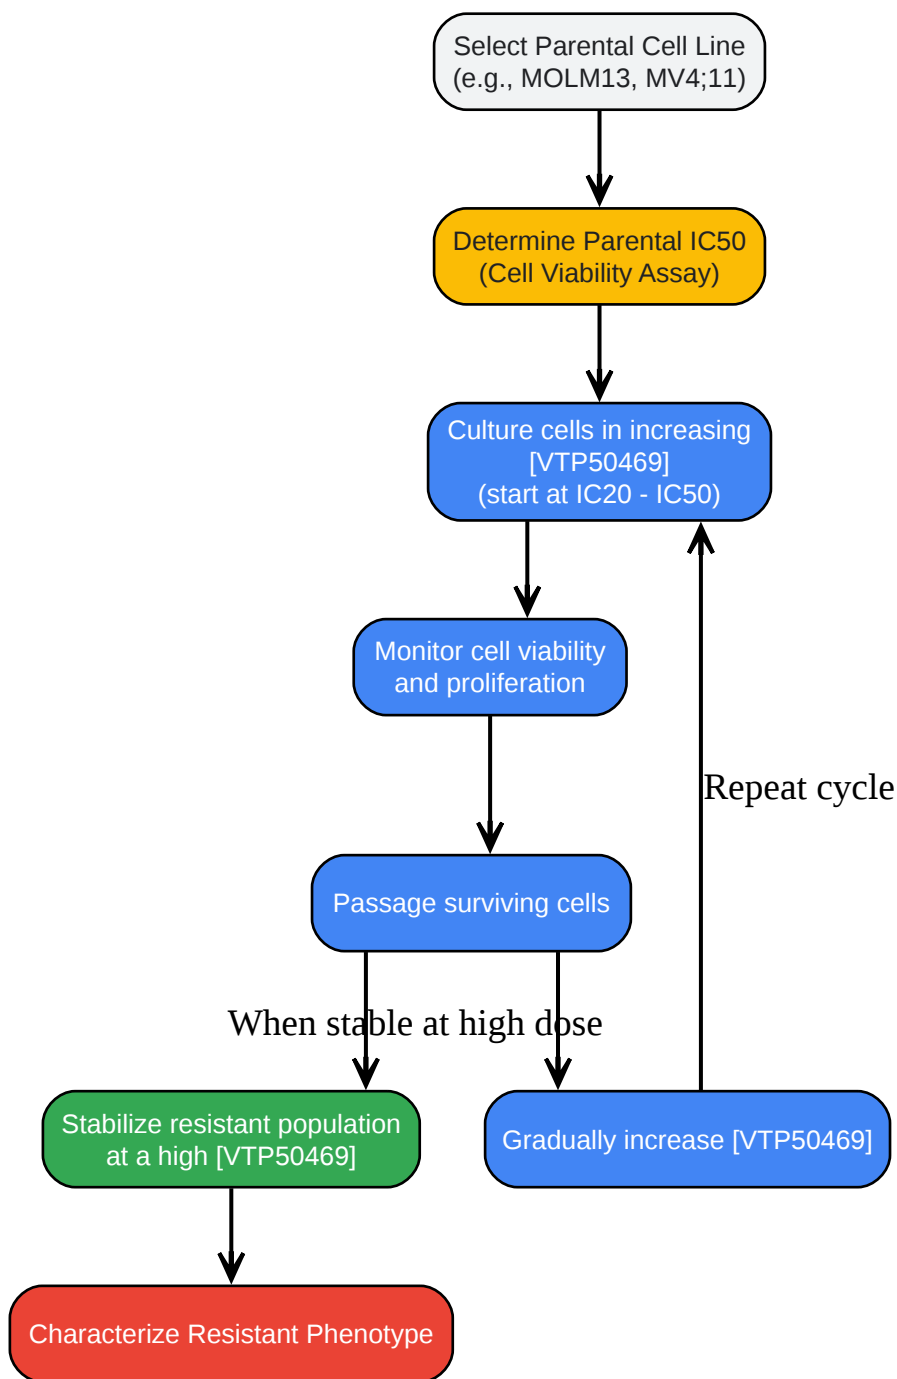 Select Parental Cell Line
(e.g., MOLM13, MV4;11)
Determine Parental IC50
(Cell Viability Assay)
Culture cells in increasing
[VTP50469]
(start at IC20 - IC50)
Monitor cell viability
and proliferation
Repeat cycle
Passage surviving cells
When stable at high dose
Stabilize resistant population
at a high [VTP50469]
Gradually increase [VTP50469]
Characterize Resistant Phenotype